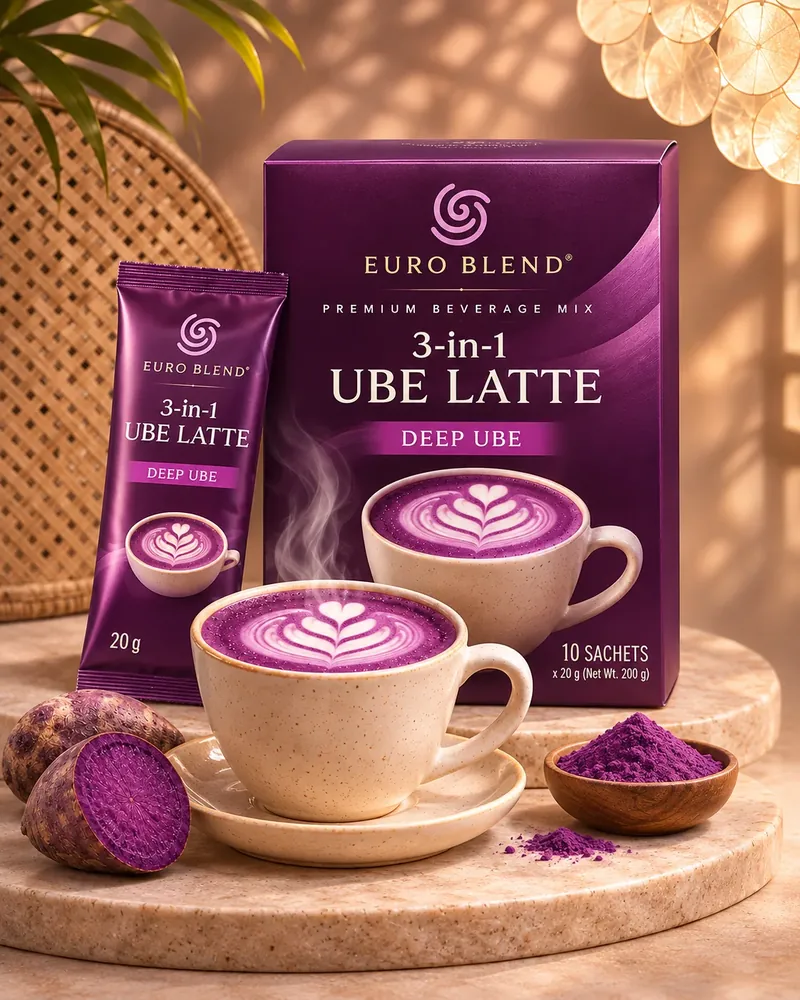 EURO BLEND®
PREMIUM BEVERAGE MIX
3-in-1
UBE LATTE
DEEP UBE
10 SACHETS
x 20 g (Net Wt. 200 g)
EURO BLEND®
3-in-1
UBE LATTE
DEEP UBE
20 g